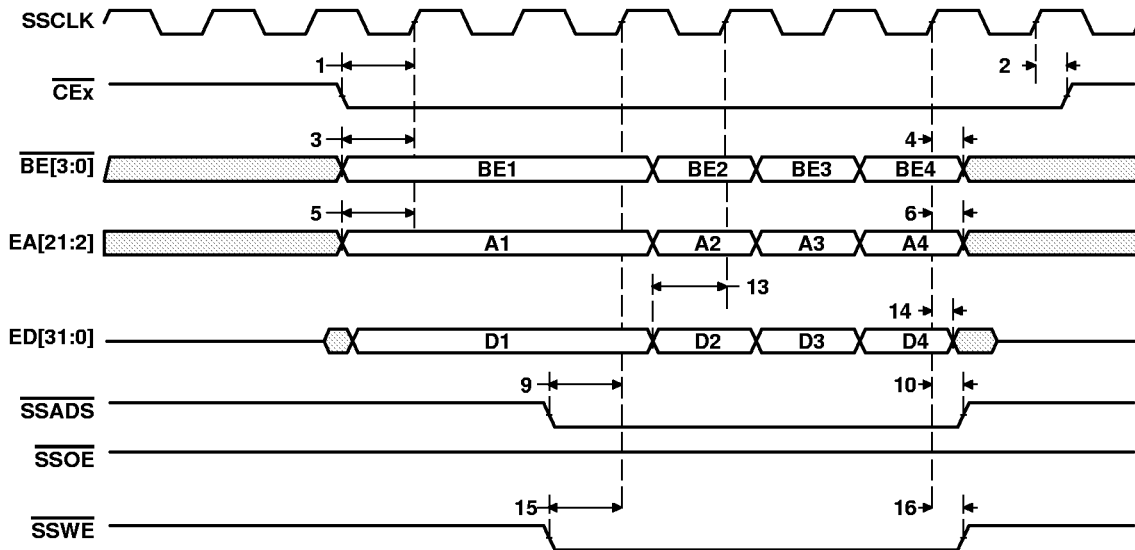 SSCLK
1
2
CEx
3
4
BE[3:0]
BE1 BE2 BE3 BE4
5
6
EA[21:2]
A1 A2 A3 A4
13
14
ED[31:0]
D1 D2 D3 D4
9
10
SSADS
SSOE
15
16
SSWE